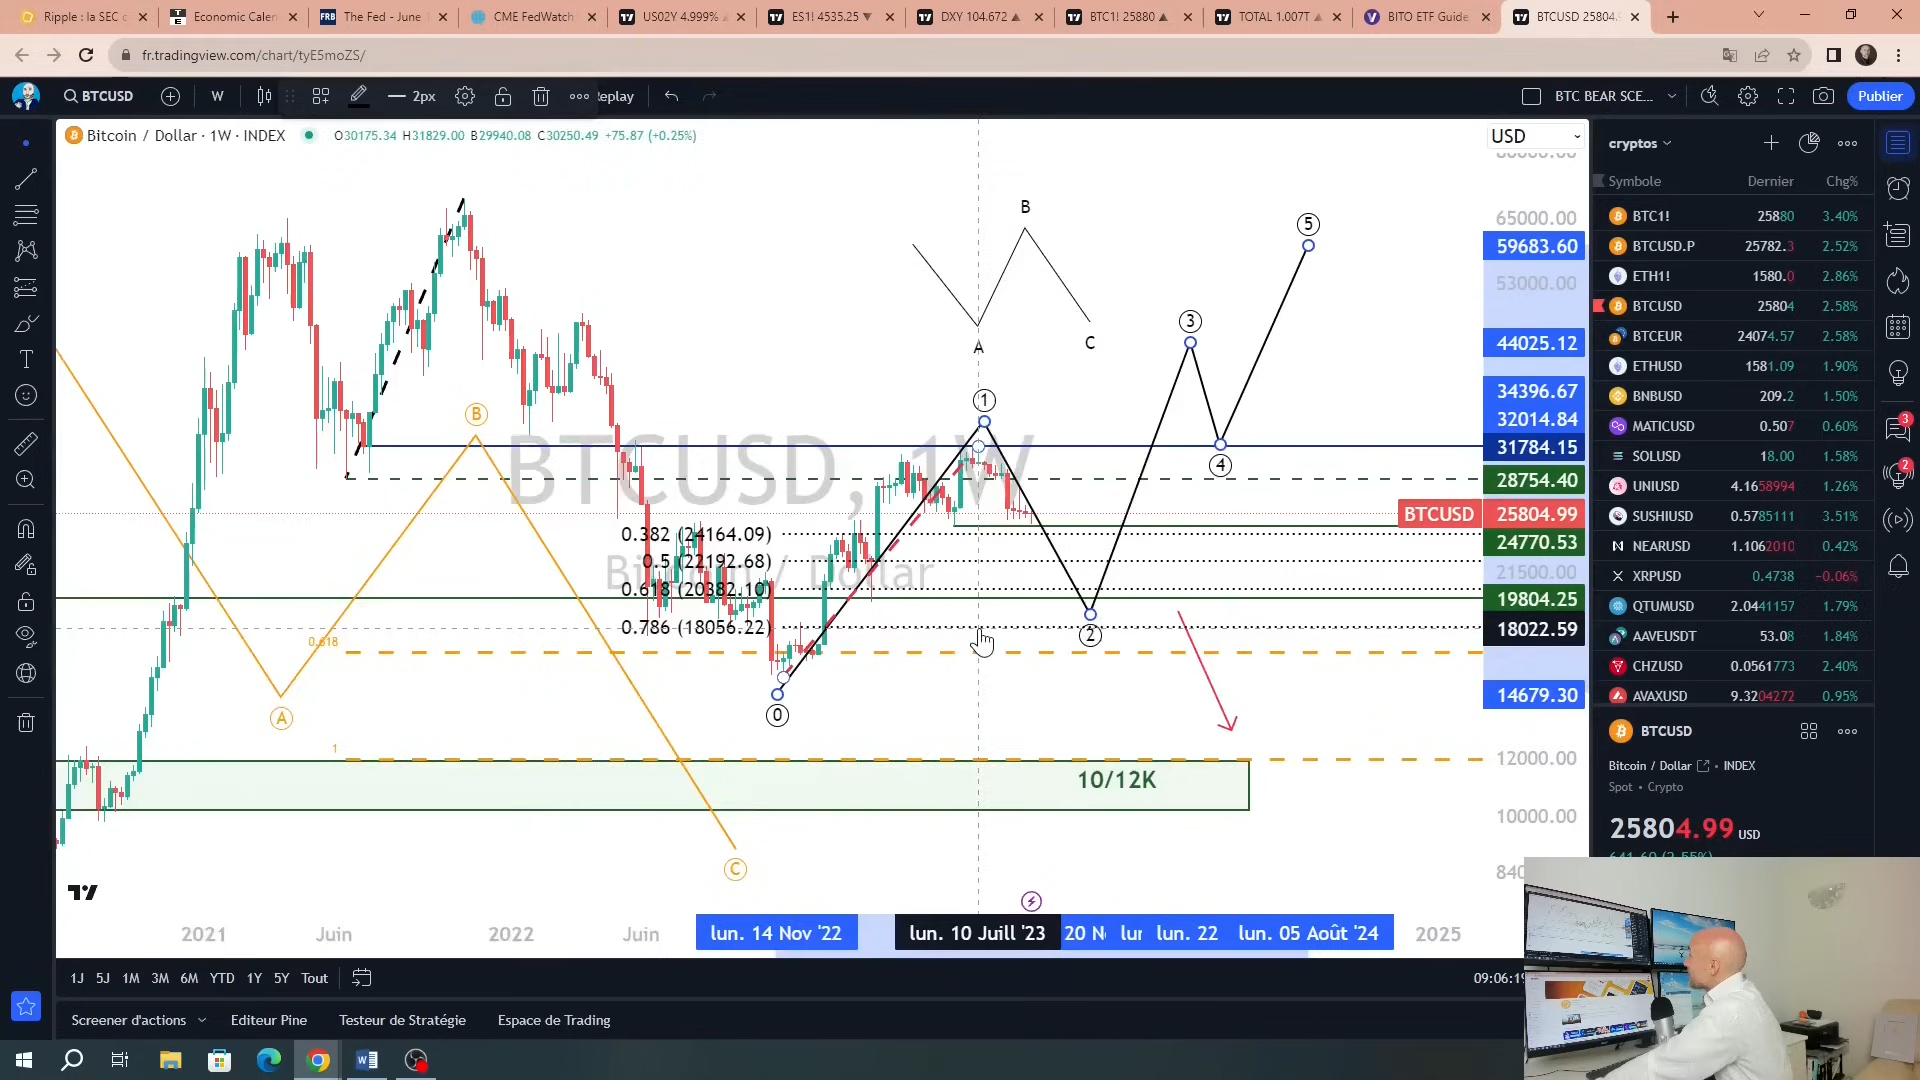 Ripple : la SEC c
Economic Calen
The Fed - June
CME FedWatch
US02Y 4.999% ▲
ES1! 4535.25 ▼
DXY 104.672 ▲
BTC1! 25880 ▲
TOTAL 1.007T ▲
BITO ETF Guide
BTCUSD 25804.9
fr.tradingview.com/chart/tyE5moZS/
BTCUSD
W
2px
eplay
BTC BEAR SCE...
Publier
Bitcoin / Dollar · 1W · INDEX
O30175.34 H31829.00 B29940.08 C30250.49 +75.87 (+0.25%)
USD
65000.00
59683.60
53000.00
44025.12
34396.67
32014.84
31784.15
28754.40
BTCUSD 25804.99
24770.53
21500.00
19804.25
18022.59
14679.30
12000.00
10000.00
A
B
C
0
1
2
3
4
5
A
B
C
BTCUSD, 1W
Bitcoin / Dollar
0.382 (24164.09)
0.5 (22192.68)
0.618 (20382.10)
0.786 (18056.22)
0.618
1
10/12K
2021
Juin
2022
Juin
lun. 14 Nov '22
lun. 10 Juill '23
20 N
lur
lun. 22
lun. 05 Août '24
2025
1J 5J 1M 3M 6M YTD 1Y 5Y Tout
09:06:19
Screener d'actions
Editeur Pine
Testeur de Stratégie
Espace de Trading
cryptos
Symbole Dernier Chg%
BTC1! 25880 3.40%
BTCUSD.P 25782.3 2.52%
ETH1! 1580.0 2.86%
BTCUSD 25804 2.58%
BTCEUR 24074.57 2.58%
ETHUSD 1581.09 1.90%
BNBUSD 209.2 1.50%
MATICUSD 0.507 0.60%
SOLUSD 18.00 1.58%
UNIUSD 4.1658994 1.26%
SUSHIUSD 0.5785111 3.51%
NEARUSD 1.1062010 0.42%
XRPUSD 0.4738 −0.06%
QTUMUSD 2.0441157 1.79%
AAVEUSDT 53.08 1.84%
CHZUSD 0.0561773 2.40%
AVAXUSD 9.3204272 0.95%
3
2
BTCUSD
Bitcoin / Dollar · INDEX
Spot · Crypto
25804.99 USD